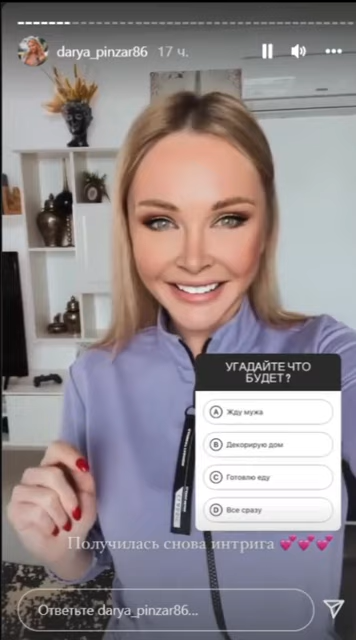 darya_pinzar86 17 ч.
УГАДАЙТЕ ЧТО
БУДЕТ?
A Жду мужа
B Декорирую дом
C Готовлю еду
D Все сразу
Получилась снова интрига 💞💞💞
Ответьте darya_pinzar86...